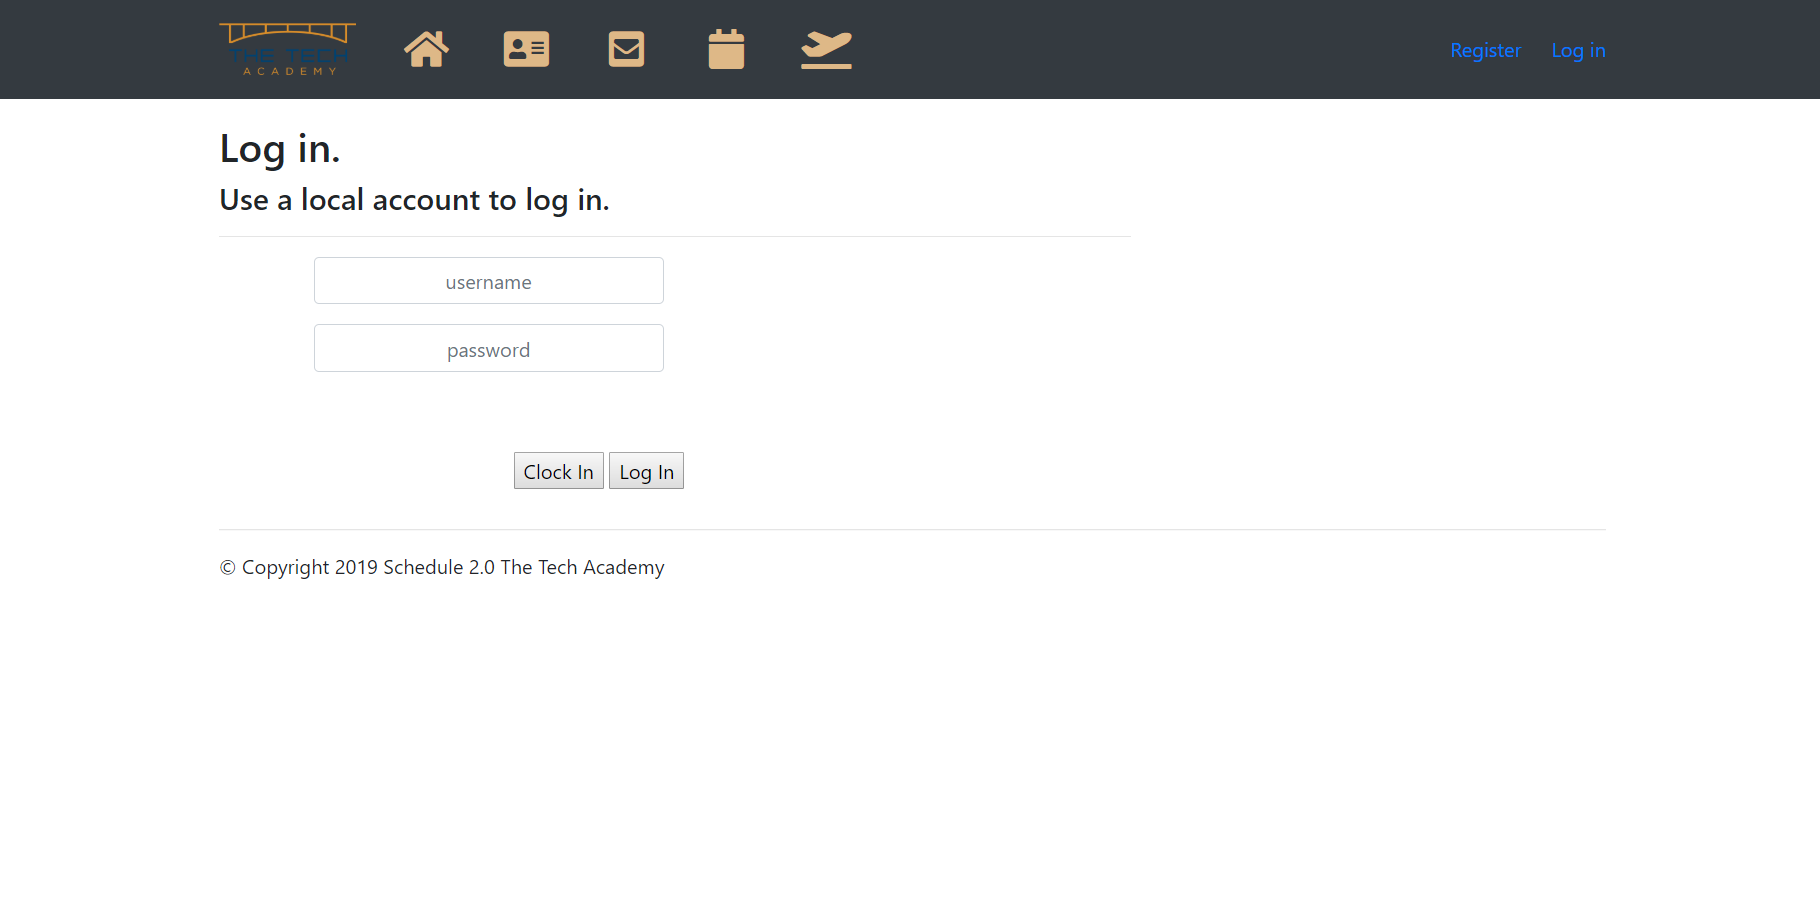 THE TECH
ACADEMY
Register Log in
Log in.
Use a local account to log in.
username
password
Clock In Log In
© Copyright 2019 Schedule 2.0 The Tech Academy